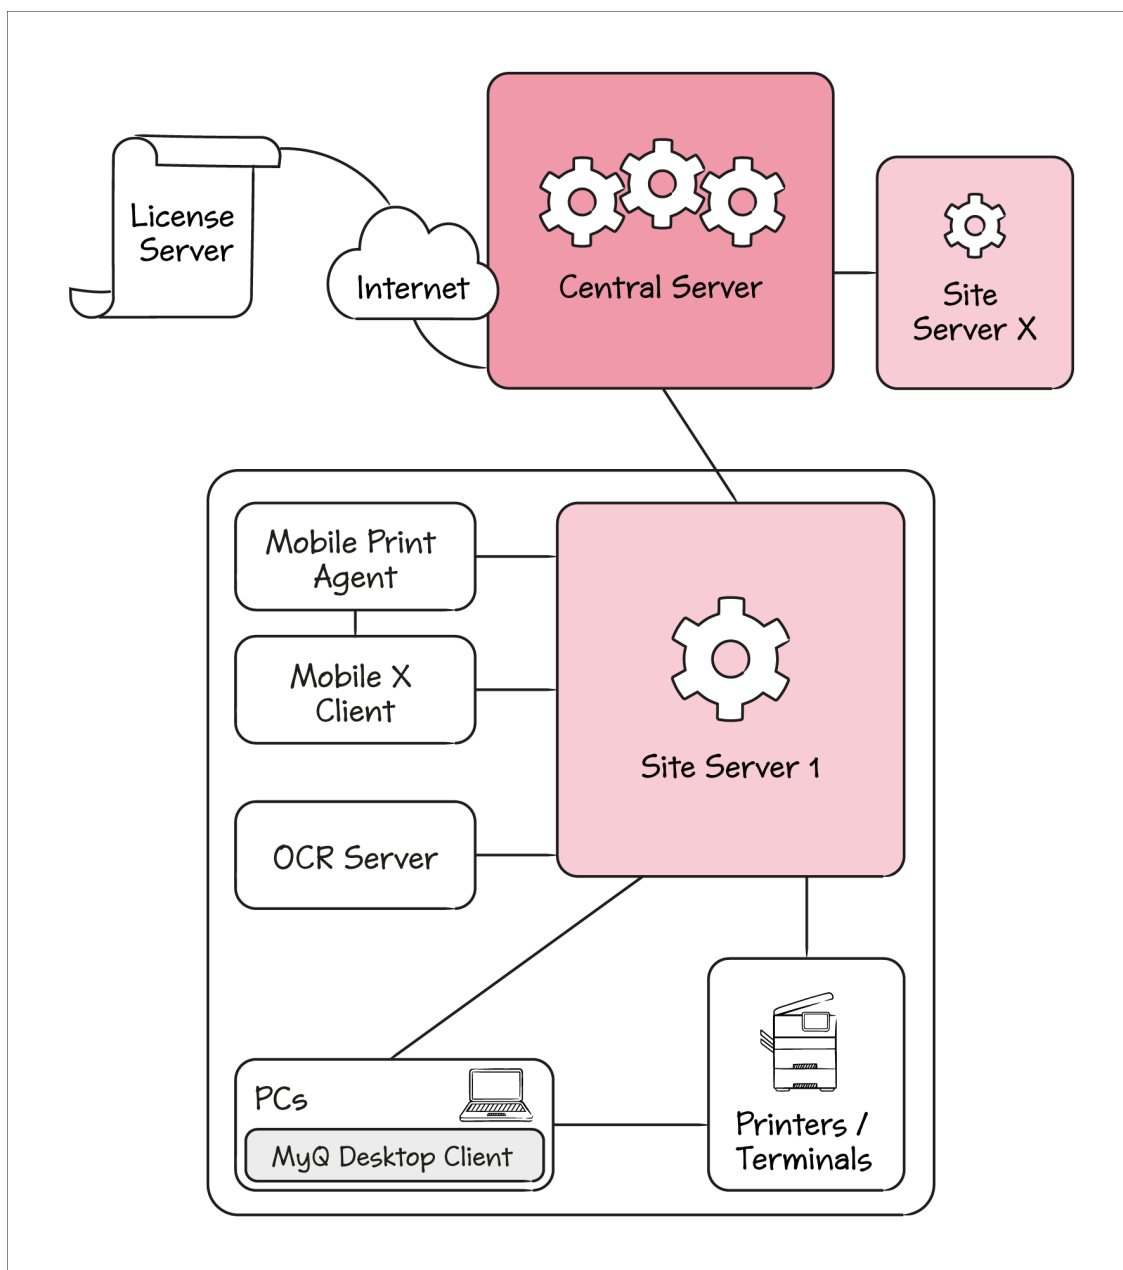 License
Server
Internet
Central Server
Site
Server X
Mobile Print
Agent
Mobile X
Client
Site Server 1
OCR Server
PCs
MyQ Desktop Client
Printers /
Terminals